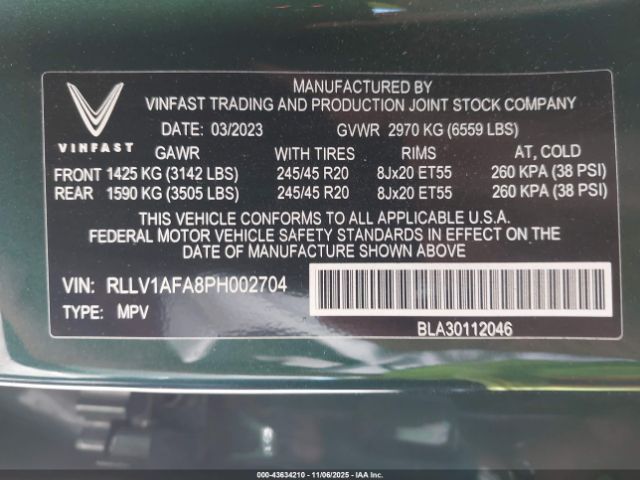 MANUFACTURED BY
VINFAST TRADING AND PRODUCTION JOINT STOCK COMPANY
VINFAST
DATE: 03/2023 GVWR 2970 KG (6559 LBS)
GAWR WITH TIRES RIMS AT, COLD
FRONT 1425 KG (3142 LBS) 245/45 R20 8Jx20 ET55 260 KPA (38 PSI)
REAR 1590 KG (3505 LBS) 245/45 R20 8Jx20 ET55 260 KPA (38 PSI)
THIS VEHICLE CONFORMS TO ALL APPLICABLE U.S.A.
FEDERAL MOTOR VEHICLE SAFETY STANDARDS IN EFFECT ON THE
DATE OF MANUFACTURE SHOWN ABOVE
VIN: RLLV1AFA8PH002704
TYPE: MPV
BLA30112046
000-43634210 - 11/06/2025 - IAA Inc.